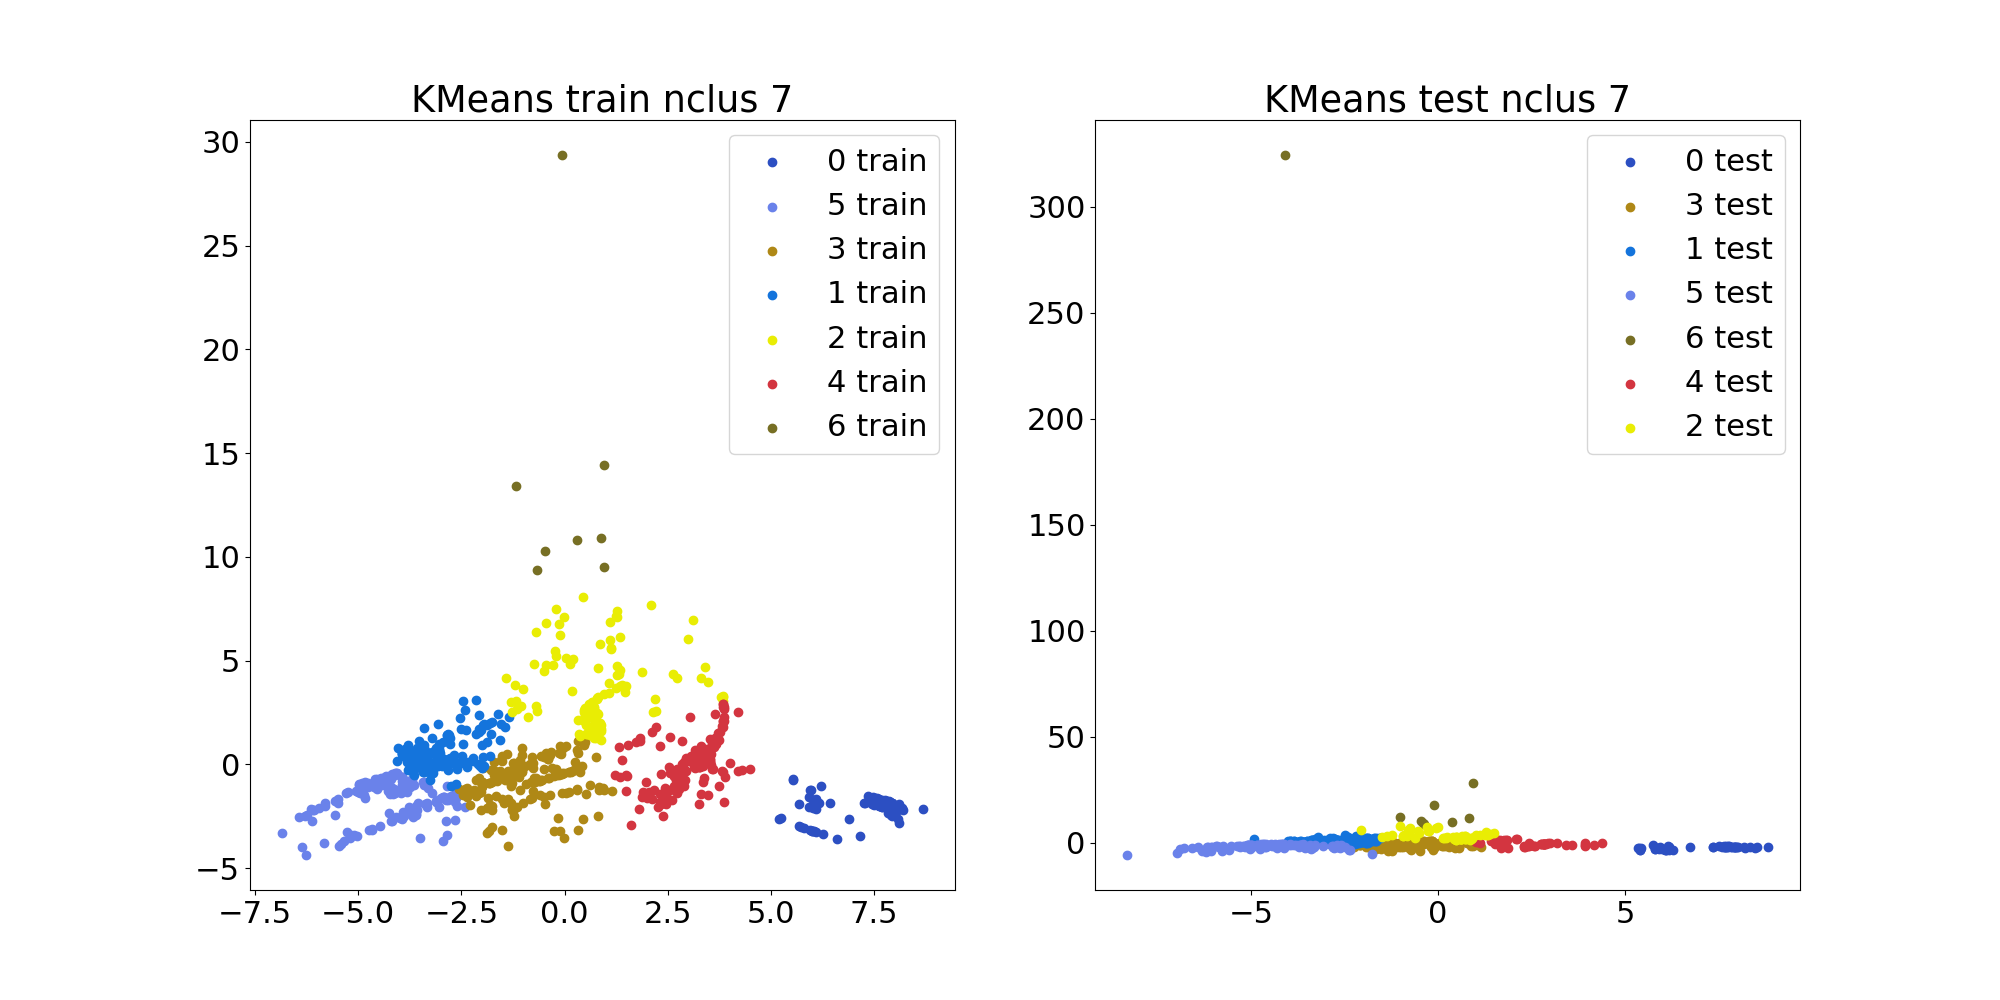 KMeans train nclus 7
30
25
20
15
10
5
0
−5
−7.5 −5.0 −2.5 0.0 2.5 5.0 7.5
0 train
5 train
3 train
1 train
2 train
4 train
6 train
KMeans test nclus 7
300
250
200
150
100
50
0
−5 0 5
0 test
3 test
1 test
5 test
6 test
4 test
2 test